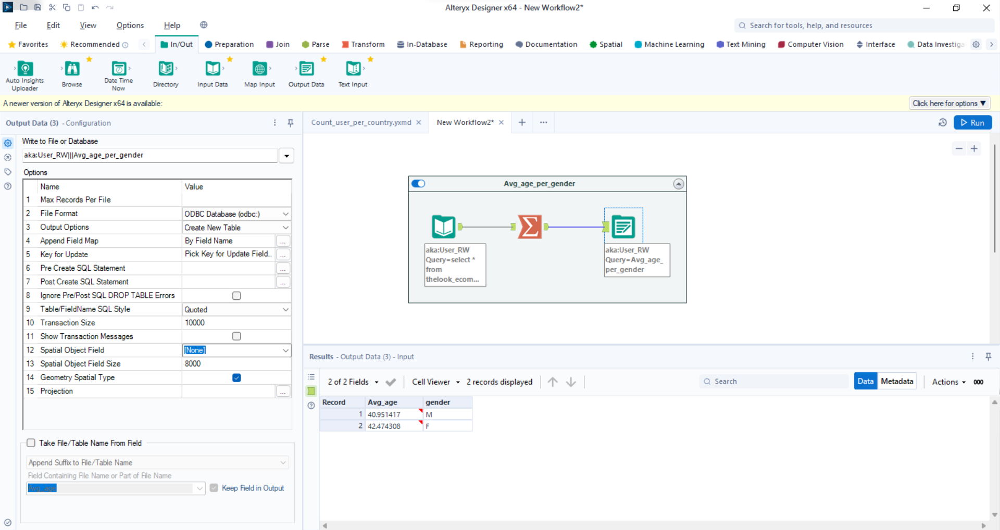 Alteryx Designer x64 - New Workflow2*
File Edit View Options Help
Search for tools, help, and resources
Favorites Recommended In/Out Preparation Join Parse Transform In-Database Reporting Documentation Spatial Machine Learning Text Mining Computer Vision Interface Data Investiga
Auto Insights Uploader
Browse
Date Time Now
Directory
Input Data
Map Input
Output Data
Text Input
A newer version of Alteryx Designer x64 is available:
Click here for options ▼
Output Data (3) - Configuration
Write to File or Database
aka:User_RW|||Avg_age_per_gender
Options
Name Value
1 Max Records Per File
2 File Format ODBC Database (odbc:)
3 Output Options Create New Table
4 Append Field Map By Field Name ...
5 Key for Update Pick Key for Update Field... ...
6 Pre Create SQL Statement ...
7 Post Create SQL Statement ...
8 Ignore Pre/Post SQL DROP TABLE Errors
9 Table/FieldName SQL Style Quoted
10 Transaction Size 10000
11 Show Transaction Messages
12 Spatial Object Field [None]
13 Spatial Object Field Size 8000
14 Geometry Spatial Type
15 Projection ...
Take File/Table Name From Field
Append Suffix to File/Table Name
Field Containing File Name or Part of File Name
Avg_age
Keep Field in Output
Count_user_per_country.yxmd
New Workflow2*
Run
Avg_age_per_gender
aka:User_RW
Query=select *
from
thelook_ecom...
aka:User_RW
Query=Avg_age_
per_gender
Results - Output Data (3) - Input
2 of 2 Fields Cell Viewer 2 records displayed Search Data Metadata Actions 000
Record Avg_age gender
1 40.951417 M
2 42.474308 F